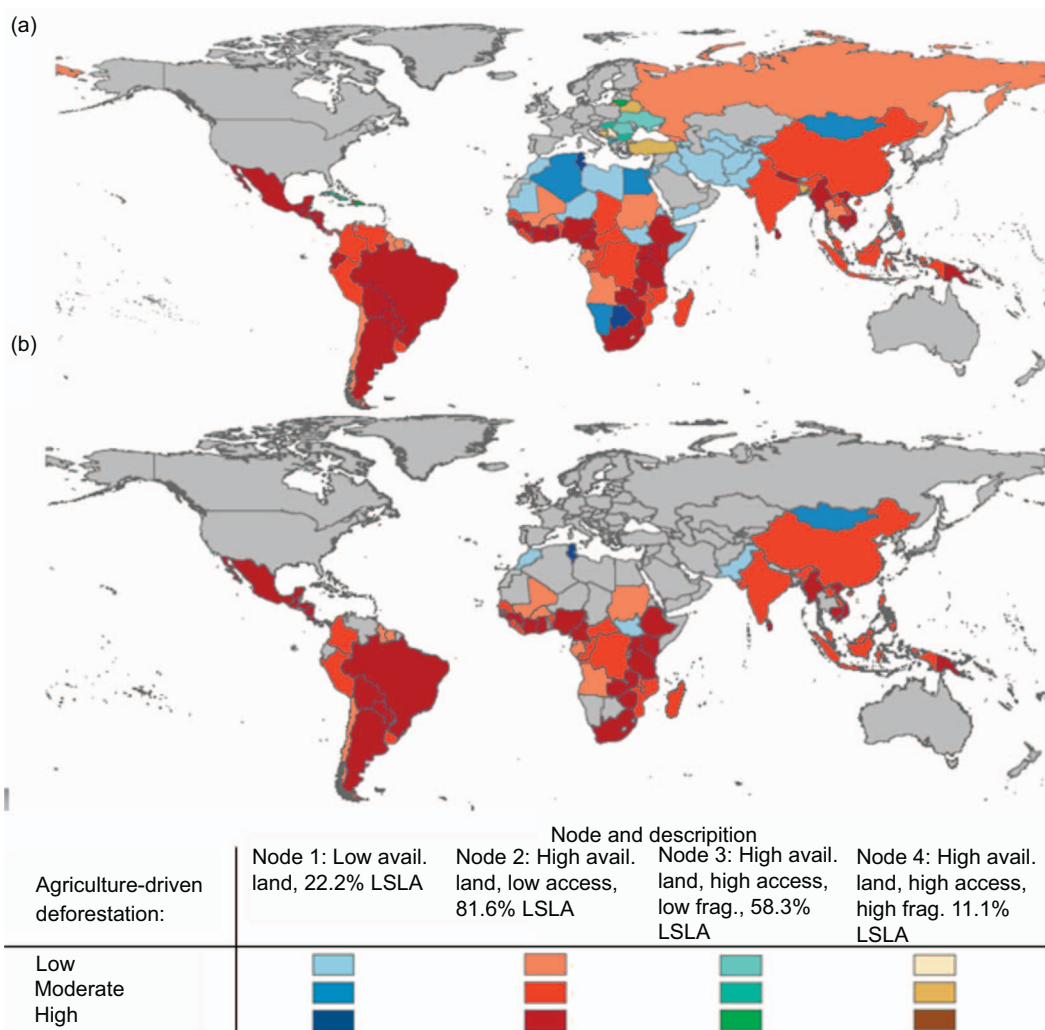 (a)
(b)
Node and descripition
Agriculture-driven
deforestation:
Node 1: Low avail.
land, 22.2% LSLA
Node 2: High avail.
land, low access,
81.6% LSLA
Node 3: High avail.
land, high access,
low frag., 58.3%
LSLA
Node 4: High avail.
land, high access,
high frag. 11.1%
LSLA
Low
Moderate
High